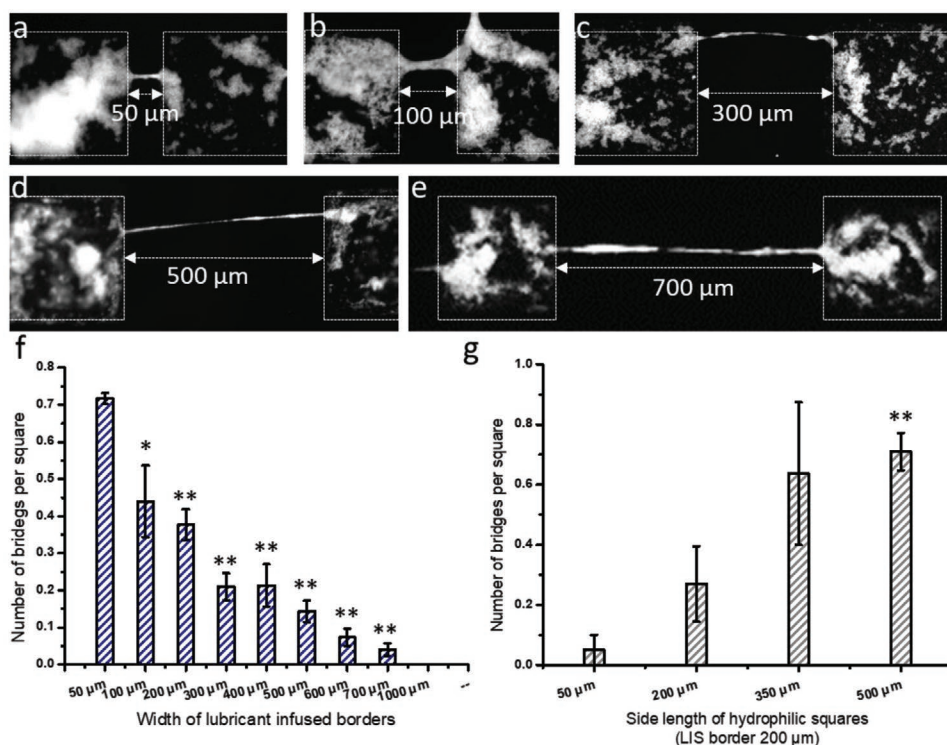 a
50 µm
b
100 µm
c
300 µm
d
500 µm
e
700 µm
f
Number of bridegs per square
0.8
0.7
0.6
0.5
0.4
0.3
0.2
0.1
0.0
*
**
**
**
**
**
**
50 µm
100 µm
200 µm
300 µm
400 µm
500 µm
600 µm
700 µm
1000 µm
--
Width of lubricant infused borders
g
Number of bridges per square
1.0
0.8
0.6
0.4
0.2
0.0
**
50 µm
200 µm
350 µm
500 µm
Side length of hydrophilic squares
(LIS border 200 µm)